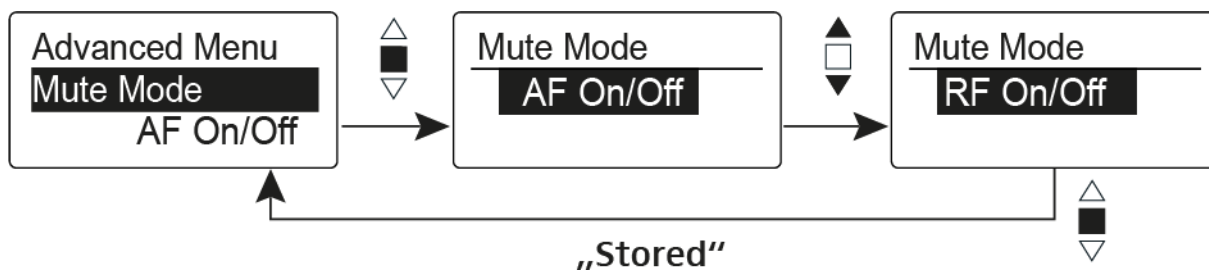 Advanced Menu
Mute Mode
AF On/Off
Mute Mode
AF On/Off
Mute Mode
RF On/Off
„Stored“